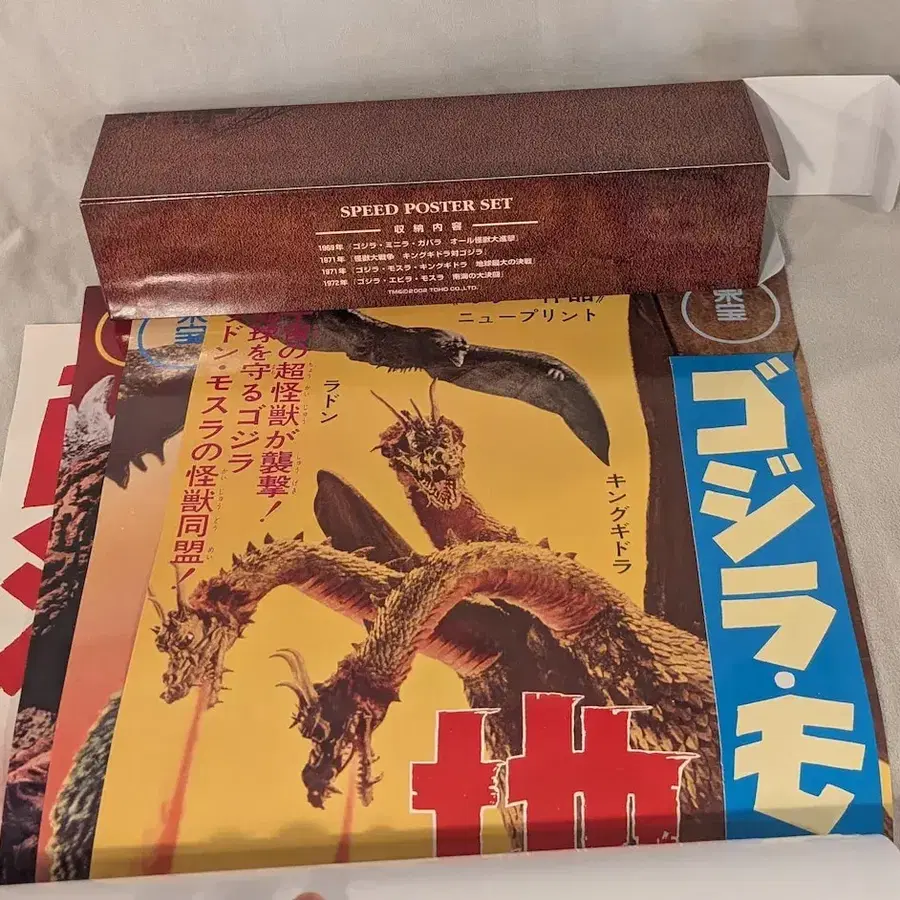 SPEED POSTER SET
収納内容
1969年『ゴジラ・ミニラ・ガバラ オール怪獣大進撃』
1971年『怪獣大戦争 キングギドラ対ゴジラ』
1971年『ゴジラ・モスラ・キングギドラ 地球最大の決戦』
1972年『ゴジラ・エビラ・モスラ 南海の大決闘』
TM&©2002 TOHO CO.,LTD.
作品》
ニュープリント
の超怪獣が襲撃!
球を守るゴジラ
ドン・モスラの怪獣同盟!
ラドン
キングギドラ
ゴジラ・モ
地